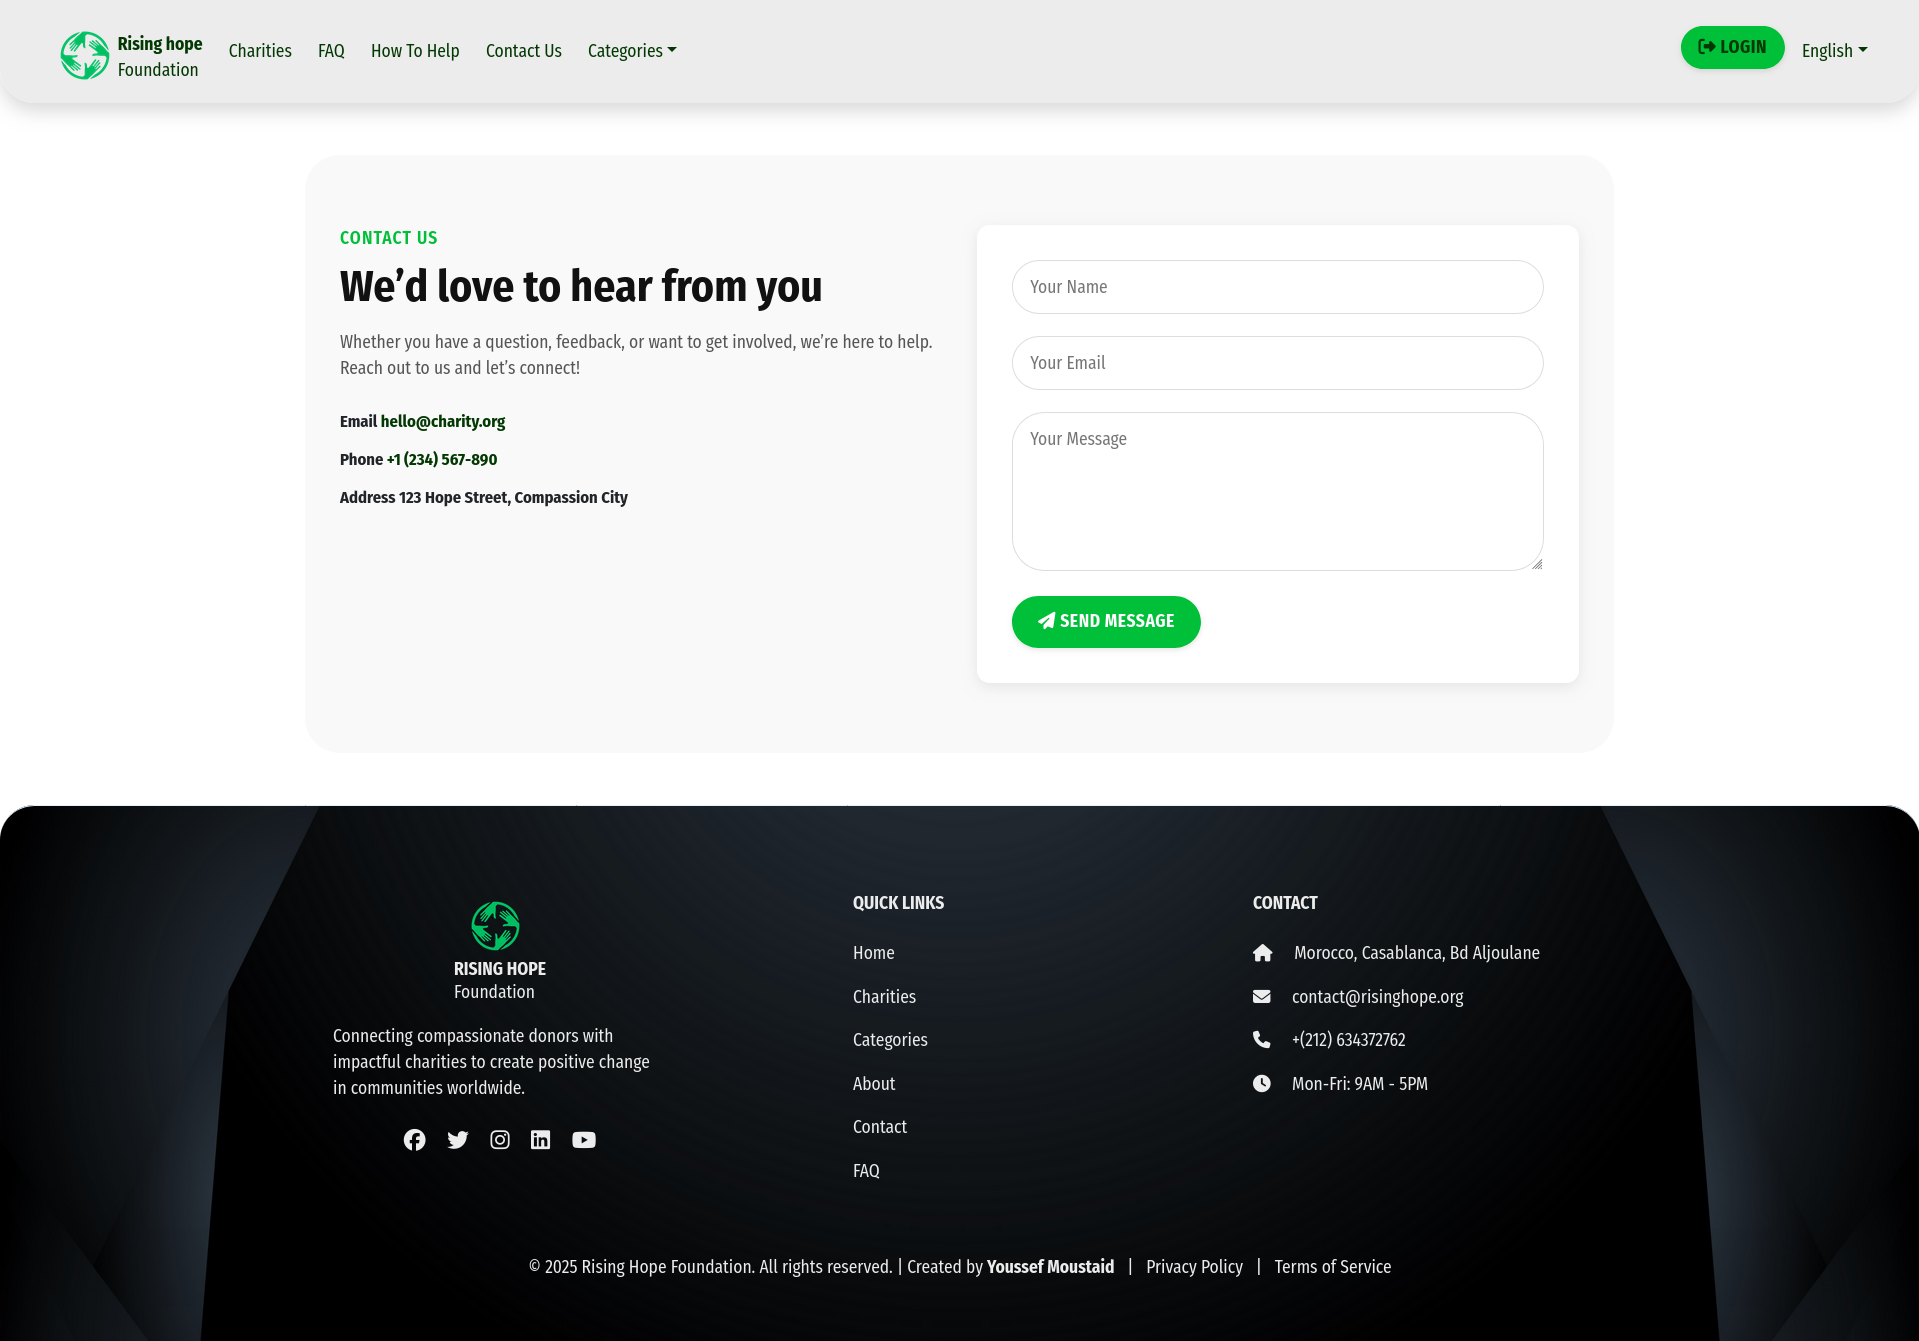 Rising hope
Foundation
Charities
FAQ
How To Help
Contact Us
Categories
LOGIN
English
CONTACT US
We’d love to hear from you
Whether you have a question, feedback, or want to get involved, we’re here to help.
Reach out to us and let’s connect!
Email hello@charity.org
Phone +1 (234) 567-890
Address 123 Hope Street, Compassion City
Your Name
Your Email
Your Message
SEND MESSAGE
RISING HOPE
Foundation
Connecting compassionate donors with
impactful charities to create positive change
in communities worldwide.
QUICK LINKS
Home
Charities
Categories
About
Contact
FAQ
CONTACT
Morocco, Casablanca, Bd Aljoulane
contact@risinghope.org
+(212) 634372762
Mon-Fri: 9AM - 5PM
© 2025 Rising Hope Foundation. All rights reserved. | Created by Youssef Moustaid | Privacy Policy | Terms of Service